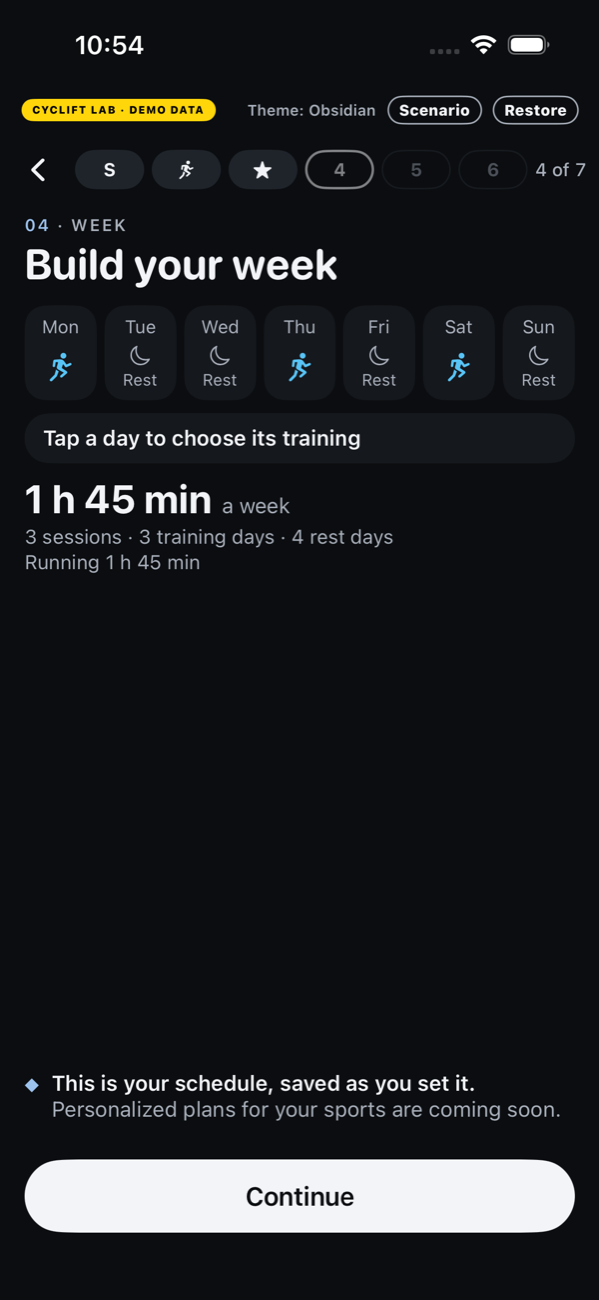 10:54
CYCLIFT LAB · DEMO DATA Theme: Obsidian Scenario Restore
S 4 5 6 4 of 7
04 · WEEK
Build your week
Mon Tue Wed Thu Fri Sat Sun
Rest Rest Rest Rest
Tap a day to choose its training
1 h 45 min a week
3 sessions · 3 training days · 4 rest days
Running 1 h 45 min
This is your schedule, saved as you set it.
Personalized plans for your sports are coming soon.
Continue